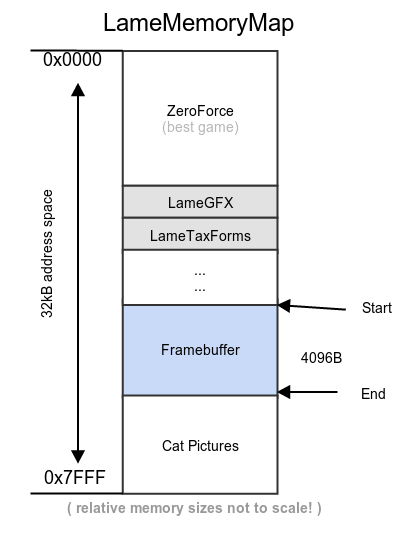 LameMemoryMap
0x0000
ZeroForce
(best game)
LameGFX
LameTaxForms
...
...
32kB address space
Start
Framebuffer
4096B
End
Cat Pictures
0x7FFF
( relative memory sizes not to scale! )